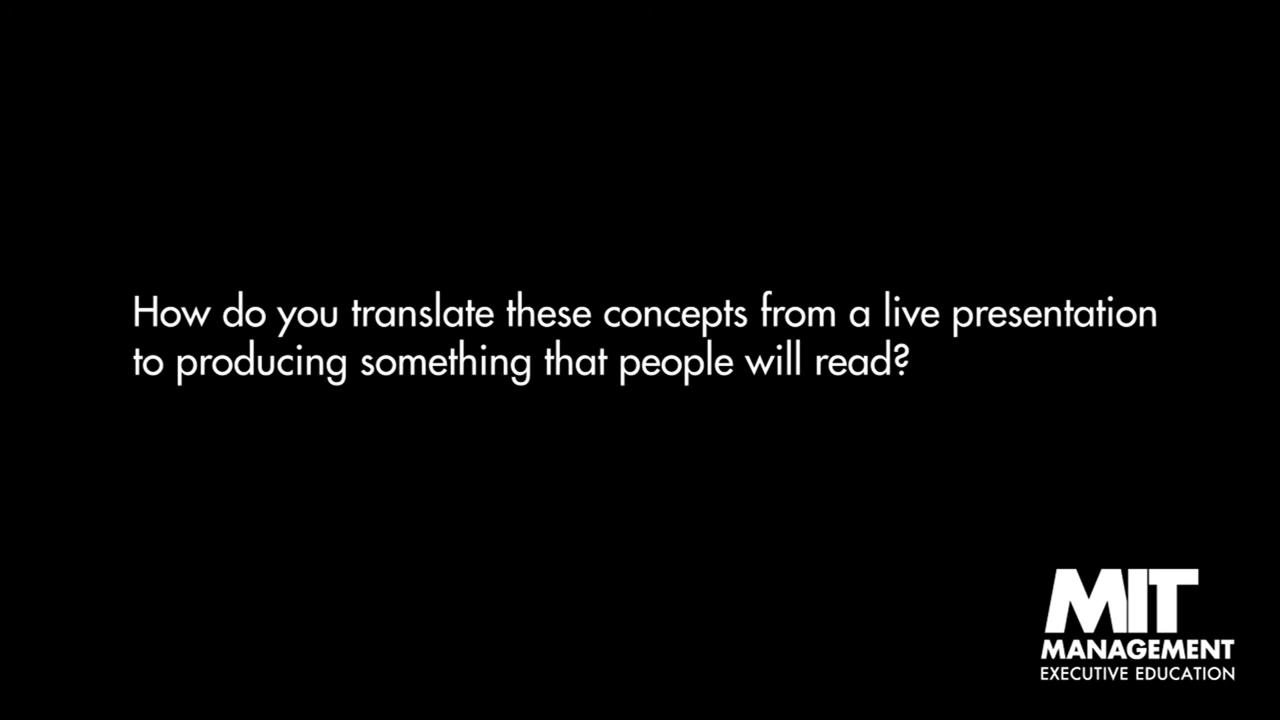 How do you translate these concepts from a live presentation
to producing something that people will read?
MIT
MANAGEMENT
EXECUTIVE EDUCATION